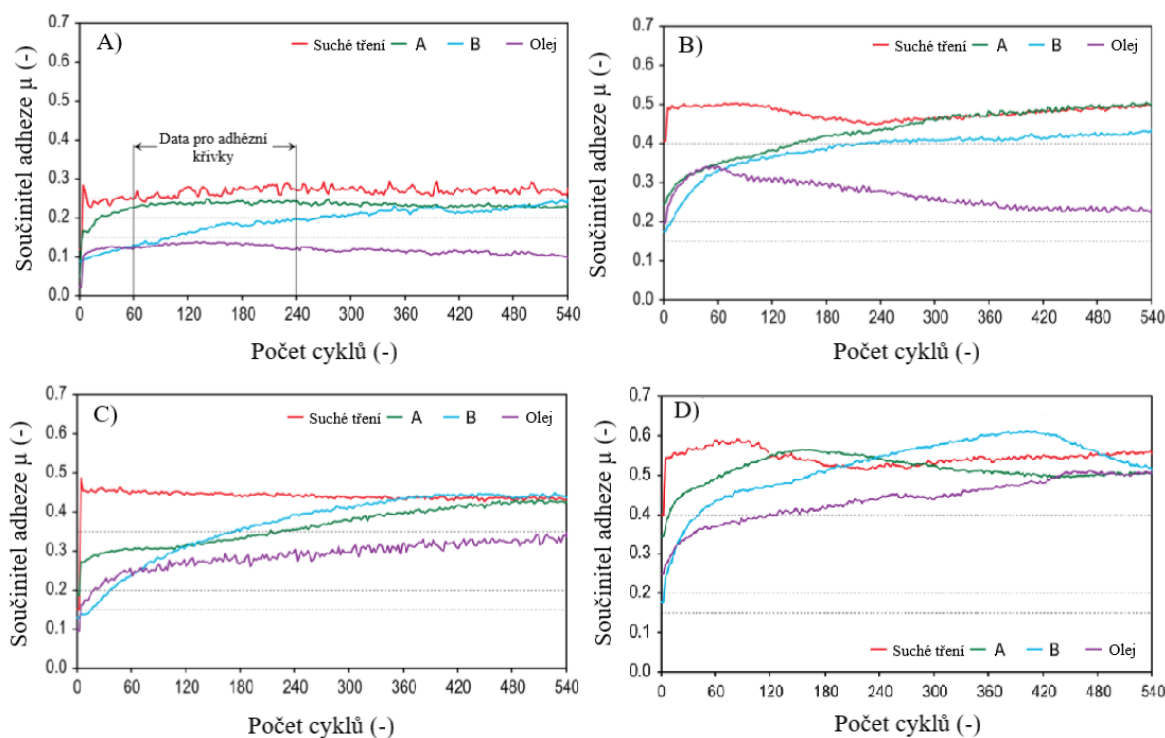 A)
Suché tření A B Olej
Data pro adhézní
křivky
Součinitel adheze μ (-)
0.7
0.6
0.5
0.4
0.3
0.2
0.1
0.0
0 60 120 180 240 300 360 420 480 540
Počet cyklů (-)
B)
Suché tření A B Olej
Součinitel adheze μ (-)
0.7
0.6
0.5
0.4
0.3
0.2
0.1
0.0
0 60 120 180 240 300 360 420 480 540
Počet cyklů (-)
C)
Suché tření A B Olej
Součinitel adheze μ (-)
0.7
0.6
0.5
0.4
0.3
0.2
0.1
0.0
0 60 120 180 240 300 360 420 480 540
Počet cyklů (-)
D)
Součinitel adheze μ (-)
0.7
0.6
0.5
0.4
0.3
0.2
0.1
0.0
Suché tření A B Olej
0 60 120 180 240 300 360 420 480 540
Počet cyklů (-)